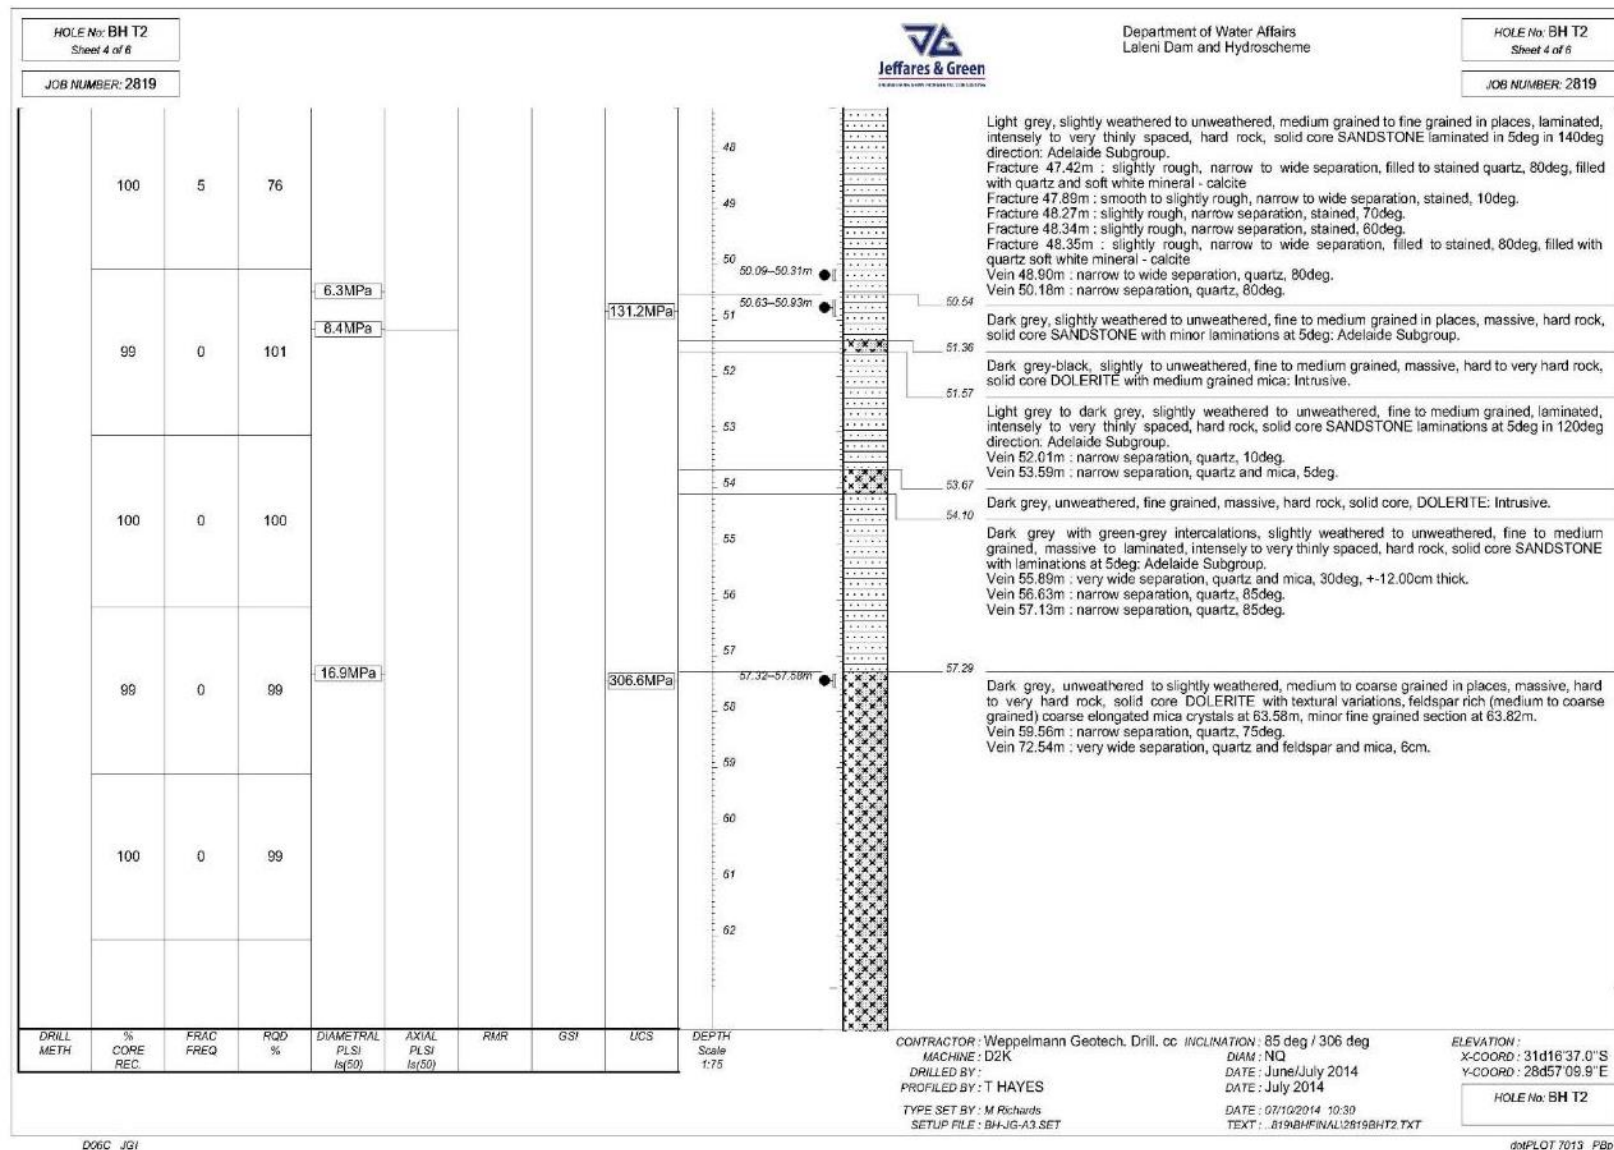 HOLE No: BH T2
Sheet 4 of 6
JOB NUMBER: 2819
Jeffares & Green
Department of Water Affairs
Laleni Dam and Hydroscheme
HOLE No: BH T2
Sheet 4 of 6
JOB NUMBER: 2819
100 5 76
99 0 101
100 0 100
99 0 99
100 0 99
6.3MPa
8.4MPa
16.9MPa
131.2MPa
306.6MPa
48
49
50
51
52
53
54
55
56
57
58
59
60
61
62
50.09–50.31m
50.63–50.93m
57.32–57.58m
Light grey, slightly weathered to unweathered, medium grained to fine grained in places, laminated,
intensely to very thinly spaced, hard rock, solid core SANDSTONE laminated in 5deg in 140deg
direction: Adelaide Subgroup.
Fracture 47.42m : slightly rough, narrow to wide separation, filled to stained quartz, 80deg, filled
with quartz and soft white mineral - calcite
Fracture 47.89m : smooth to slightly rough, narrow to wide separation, stained, 10deg.
Fracture 48.27m : slightly rough, narrow separation, stained, 70deg.
Fracture 48.34m : slightly rough, narrow separation, stained, 60deg.
Fracture 48.35m : slightly rough, narrow to wide separation, filled to stained, 80deg, filled with
quartz soft white mineral - calcite
Vein 48.90m : narrow to wide separation, quartz, 80deg.
Vein 50.18m : narrow separation, quartz, 80deg.
50.54
Dark grey, slightly weathered to unweathered, fine to medium grained in places, massive, hard rock,
solid core SANDSTONE with minor laminations at 5deg: Adelaide Subgroup.
51.36
Dark grey-black, slightly to unweathered, fine to medium grained, massive, hard to very hard rock,
solid core DOLERITE with medium grained mica: Intrusive.
51.57
Light grey to dark grey, slightly weathered to unweathered, fine to medium grained, laminated,
intensely to very thinly spaced, hard rock, solid core SANDSTONE laminations at 5deg in 120deg
direction: Adelaide Subgroup.
Vein 52.01m : narrow separation, quartz, 10deg.
Vein 53.59m : narrow separation, quartz and mica, 5deg.
53.67
Dark grey, unweathered, fine grained, massive, hard rock, solid core, DOLERITE: Intrusive.
54.10
Dark grey with green-grey intercalations, slightly weathered to unweathered, fine to medium
grained, massive to laminated, intensely to very thinly spaced, hard rock, solid core SANDSTONE
with laminations at 5deg: Adelaide Subgroup.
Vein 55.89m : very wide separation, quartz and mica, 30deg, +-12.00cm thick.
Vein 56.63m : narrow separation, quartz, 85deg.
Vein 57.13m : narrow separation, quartz, 85deg.
57.29
Dark grey, unweathered to slightly weathered, medium to coarse grained in places, massive, hard
to very hard rock, solid core DOLERITE with textural variations, feldspar rich (medium to coarse
grained) coarse elongated mica crystals at 63.58m, minor fine grained section at 63.82m.
Vein 59.56m : narrow separation, quartz, 75deg.
Vein 72.54m : very wide separation, quartz and feldspar and mica, 6cm.
DRILL METH
% CORE REC.
FRAC FREQ
RQD %
DIAMETRAL PLSI Is(50)
AXIAL PLSI Is(50)
RMR
GSI
UCS
DEPTH Scale 1:75
CONTRACTOR : Weppelmann Geotech. Drill. cc
MACHINE : D2K
DRILLED BY :
PROFILED BY : T HAYES
TYPE SET BY : M Richards
SETUP FILE : BH-JG-A3.SET
INCLINATION : 85 deg / 306 deg
DIAM : NQ
DATE : June/July 2014
DATE : July 2014
DATE : 07/10/2014 10:30
TEXT : ..819\BHFINAL\2819BHT2.TXT
ELEVATION :
X-COORD : 31d16'37.0"S
Y-COORD : 28d57'09.9"E
HOLE No: BH T2
D06C JGI
dotPLOT 7013 PBp